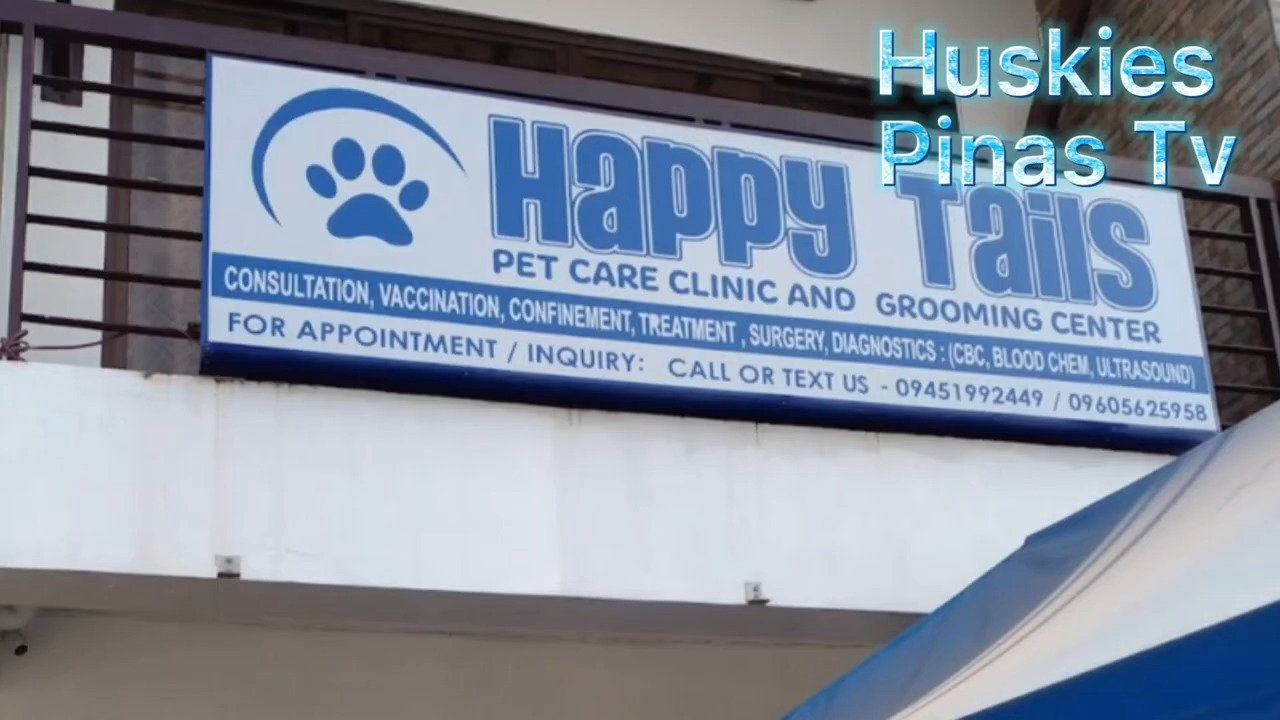 Huskies
Pinas Tv
Happy Tails
PET CARE CLINIC AND GROOMING CENTER
CONSULTATION, VACCINATION, CONFINEMENT, TREATMENT , SURGERY, DIAGNOSTICS : (CBC, BLOOD CHEM, ULTRASOUND)
FOR APPOINTMENT / INQUIRY: CALL OR TEXT US - 09451992449 / 09605625958